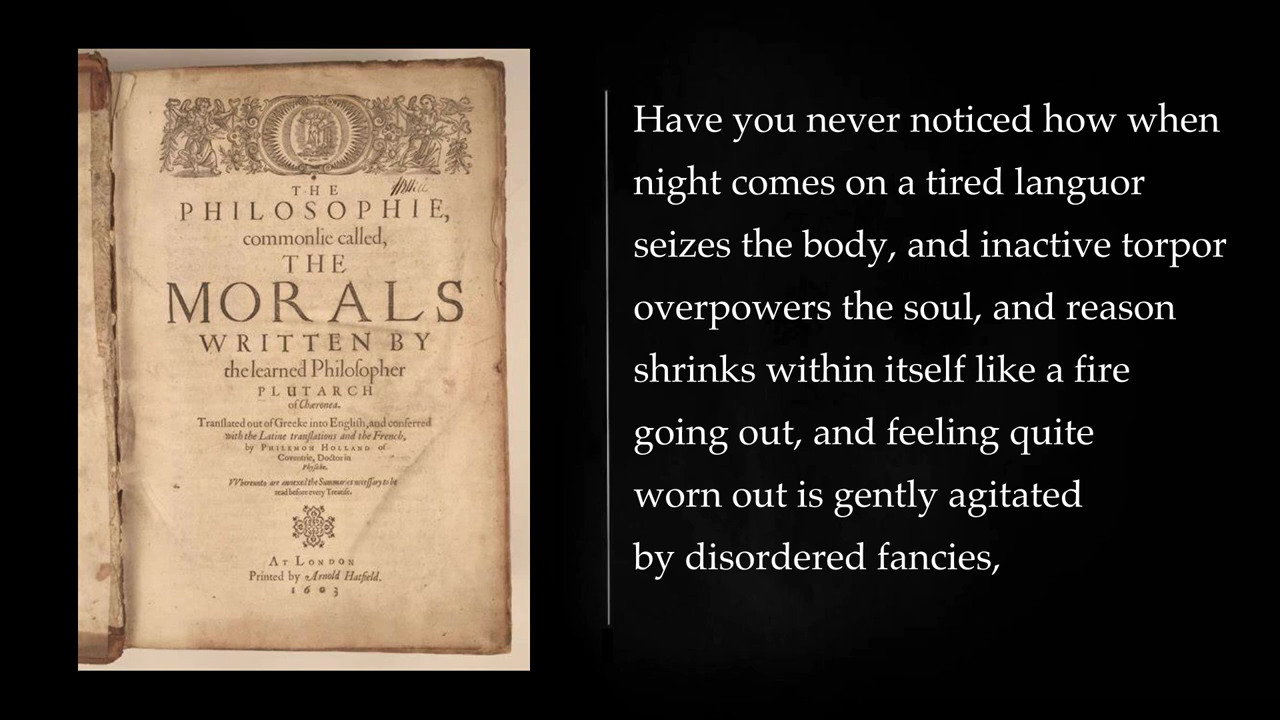 THE
PHILOSOPHIE,
commonlie called,
THE
MORALS
WRITTEN BY
the learned Philoſopher
PLUTARCH
of Chæronea.
Tranſlated out of Greeke into Engliſh, and conferred
with the Latine tranſlations and the French,
by PHILEMON HOLLAND of
Coventrie, Doctor in
Phyſicke.
VVhereunto are annexed the Summaries neceſſary to be
read before every Treatiſe.
AT LONDON
Printed by Arnold Hatfield.
1603
Have you never noticed how when
night comes on a tired languor
seizes the body, and inactive torpor
overpowers the soul, and reason
shrinks within itself like a fire
going out, and feeling quite
worn out is gently agitated
by disordered fancies,